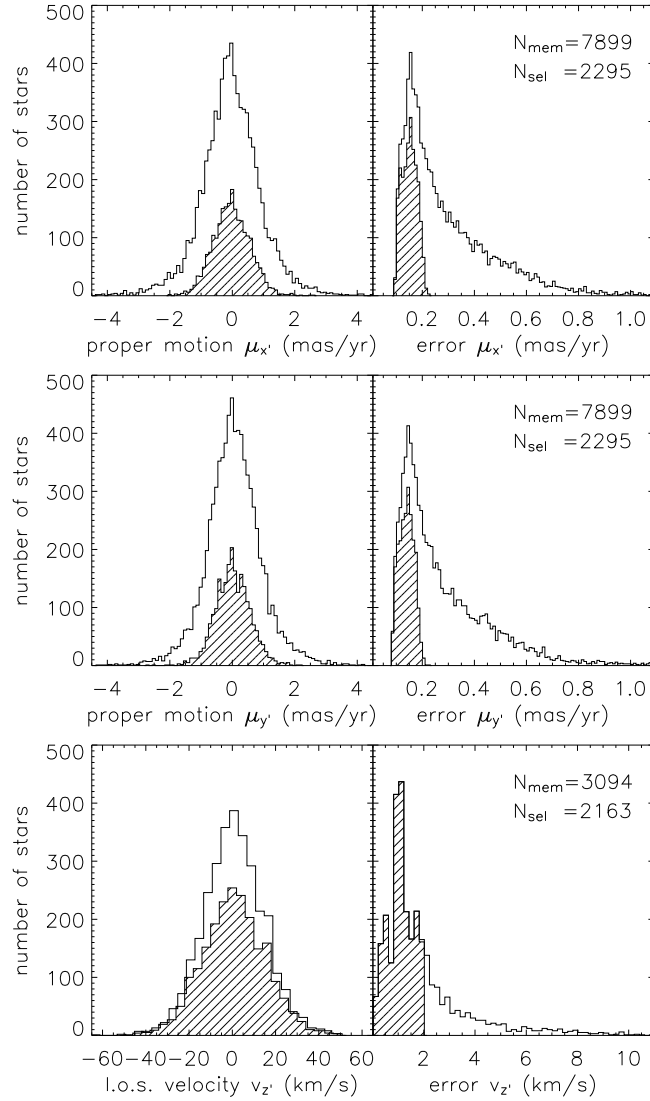 500
400
300
200
100
0
number of stars
−4 −2 0 2 4
proper motion μx' (mas/yr)
Nmem=7899
Nsel =2295
0.2 0.4 0.6 0.8 1.0
error μx' (mas/yr)
500
400
300
200
100
0
number of stars
−4 −2 0 2 4
proper motion μy' (mas/yr)
Nmem=7899
Nsel =2295
0.2 0.4 0.6 0.8 1.0
error μy' (mas/yr)
500
400
300
200
100
0
number of stars
−60−40−20 0 20 40 60
l.o.s. velocity vz' (km/s)
Nmem=3094
Nsel =2163
2 4 6 8 10
error vz' (km/s)